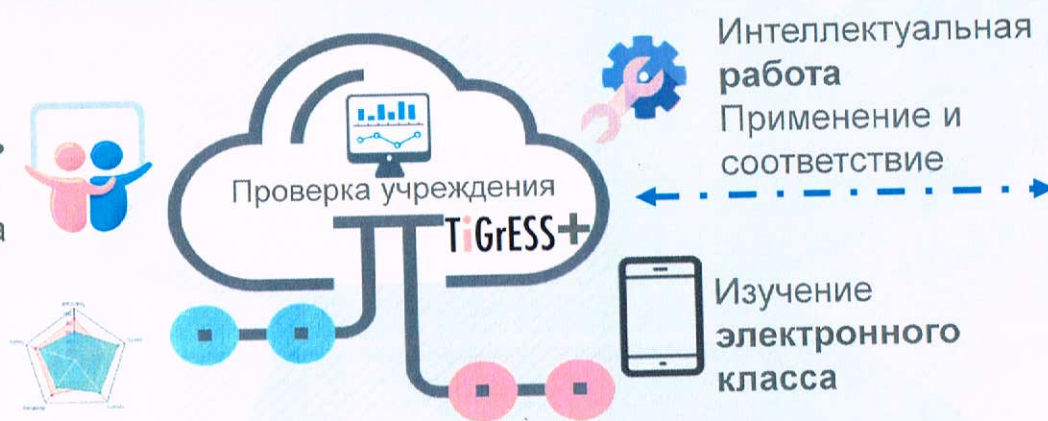 Интеллектуальная
работа
Применение и
соответствие
Проверка учреждения
TiGrESS+
а
Изучение
электронного
класса